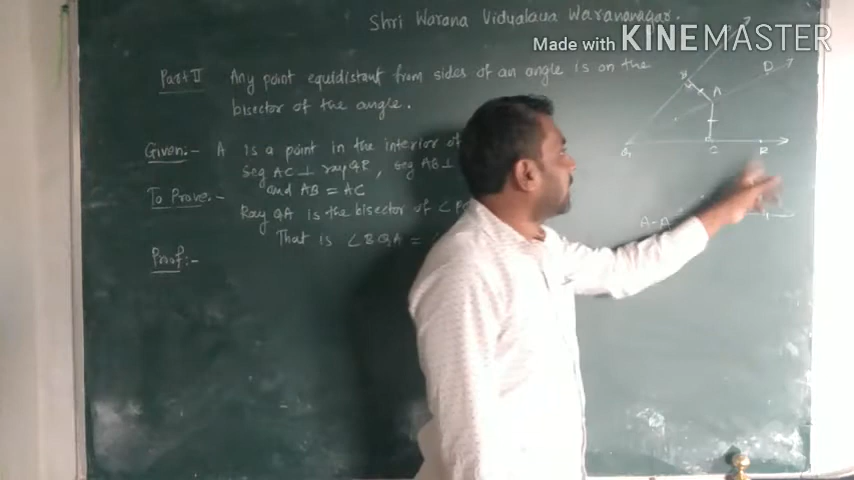 Shri Warana Vidyalaya Warananagar.
Made with KINEMASTER
Part II Any point equidistant from sides of an angle is on the
bisector of the angle.
Given:- A is a point in the interior of
Seg AC ⊥ ray QR, seg AB ⊥
and AB = AC
To Prove:-
Ray QA is the bisector of ∠P
That is ∠BQA =
Proof:-
D
A
Q
C
R